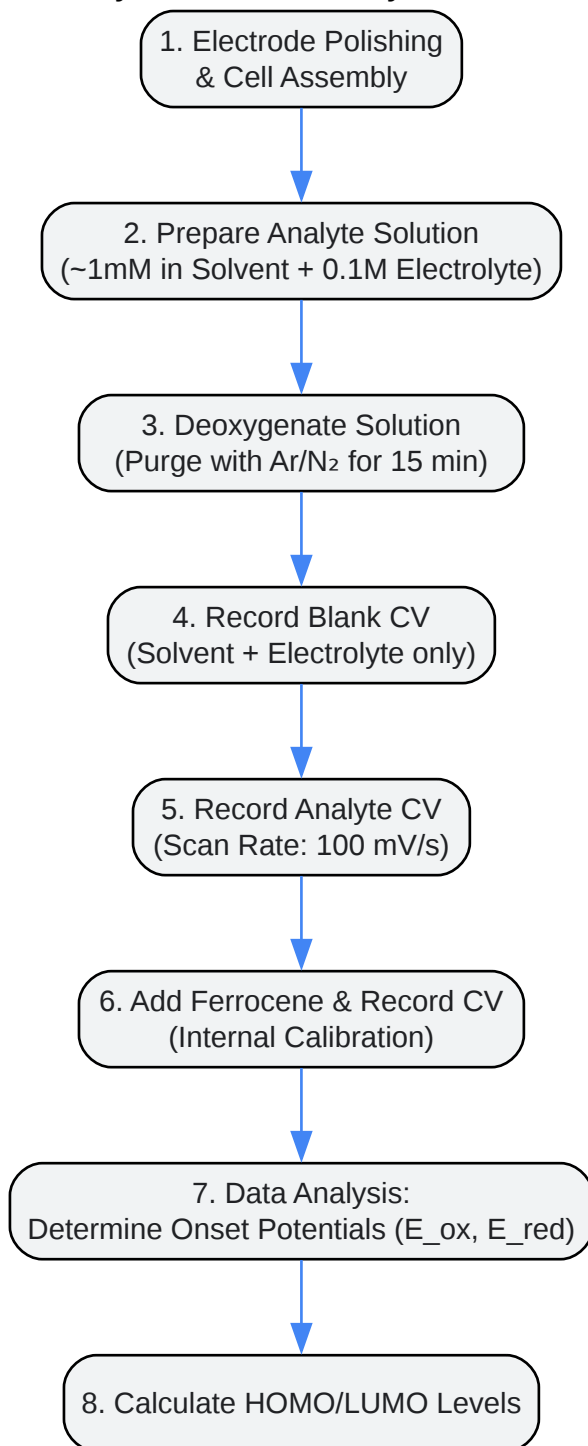 1. Electrode Polishing
& Cell Assembly
2. Prepare Analyte Solution
(~1mM in Solvent + 0.1M Electrolyte)
3. Deoxygenate Solution
(Purge with Ar/N₂ for 15 min)
4. Record Blank CV
(Solvent + Electrolyte only)
5. Record Analyte CV
(Scan Rate: 100 mV/s)
6. Add Ferrocene & Record CV
(Internal Calibration)
7. Data Analysis:
Determine Onset Potentials (E_ox, E_red)
8. Calculate HOMO/LUMO Levels